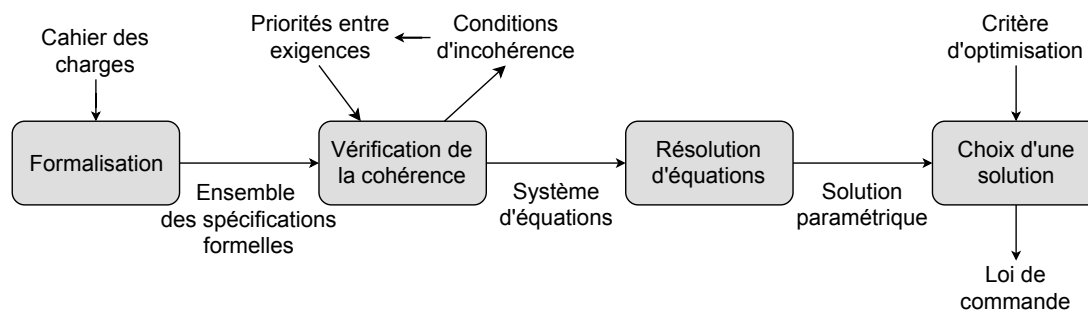 Cahier des
charges
Priorités entre
exigences
Conditions
d'incohérence
Critère
d'optimisation
Formalisation
Vérification de
la cohérence
Résolution
d'équations
Choix d'une
solution
Ensemble
des spécifications
formelles
Système
d'équations
Solution
paramétrique
Loi de
commande